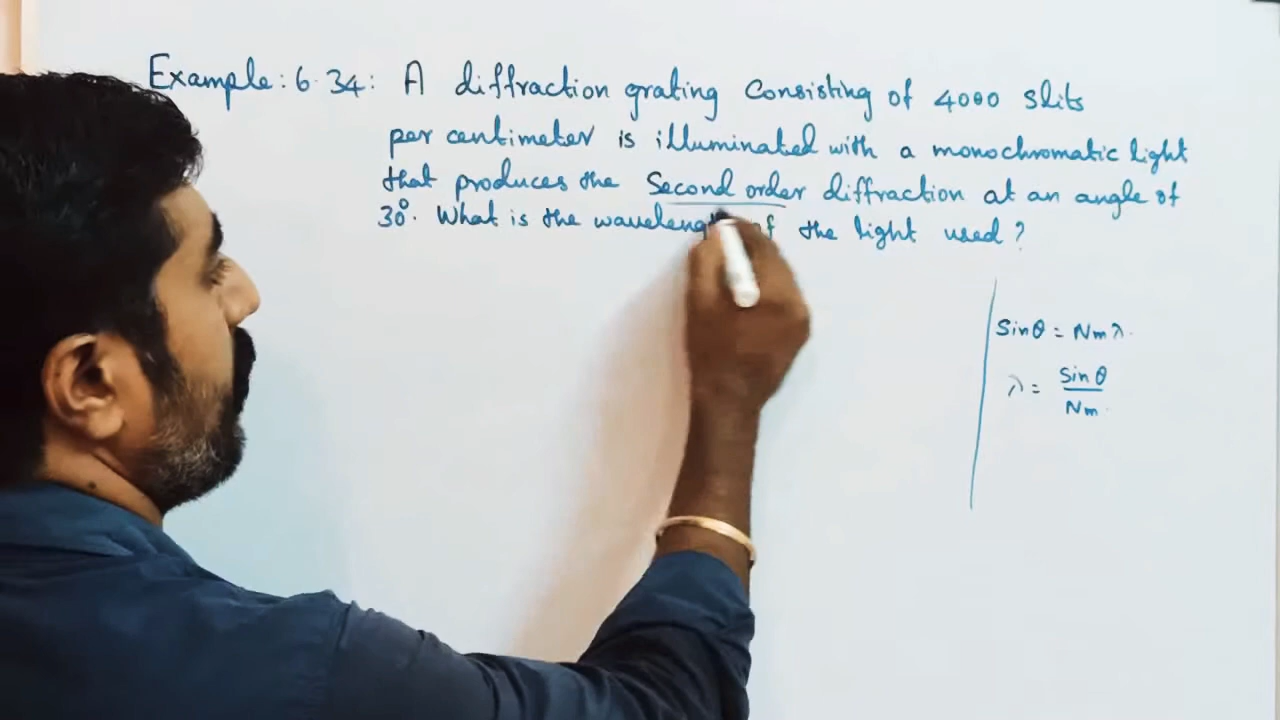 Example: 6.34: A diffraction grating Consisting of 4000 slits
per centimeter is illuminated with a monochromatic light
that produces the Second order diffraction at an angle of
30°. What is the wavelength of the light used?
Sinθ = Nmλ.
λ = Sinθ
Nm.